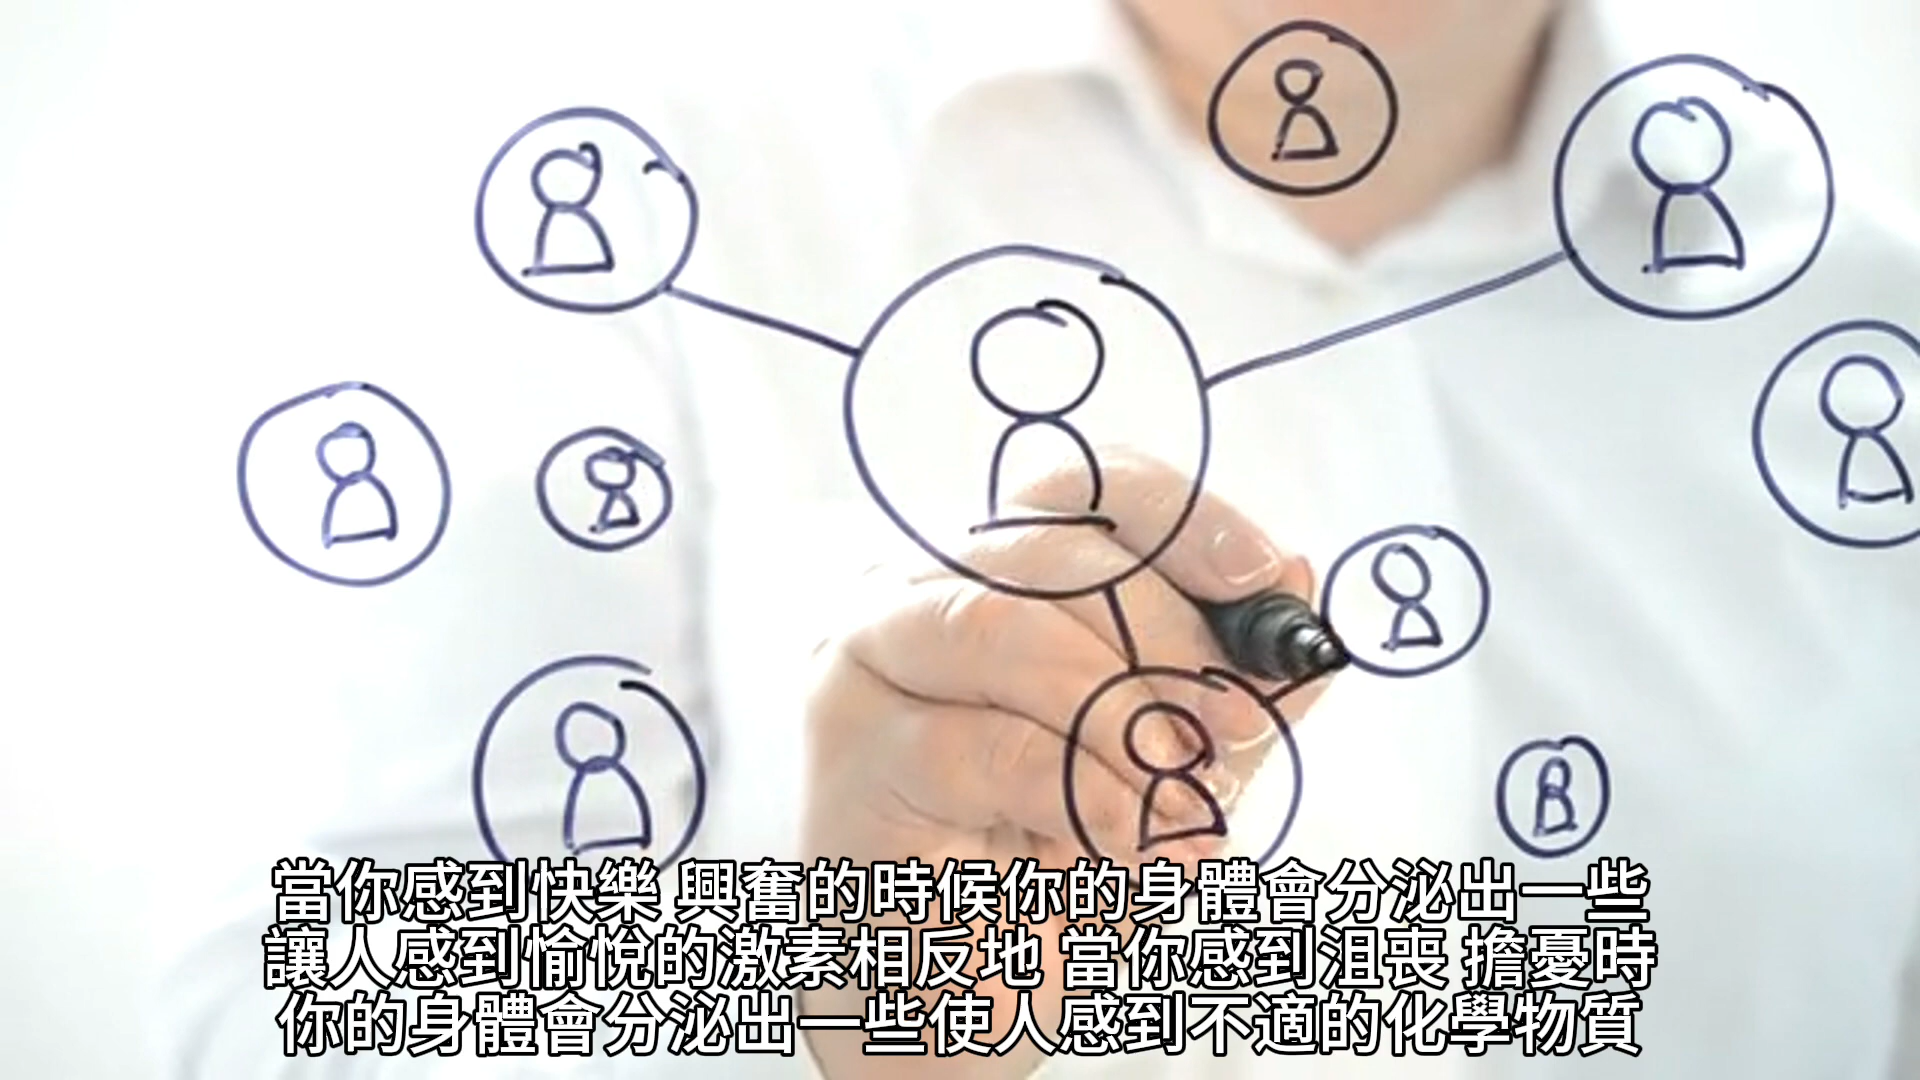 當你感到快樂 興奮的時候你的身體會分泌出一些
讓人感到愉悅的激素相反地 當你感到沮喪 擔憂時
你的身體會分泌出一些使人感到不適的化學物質